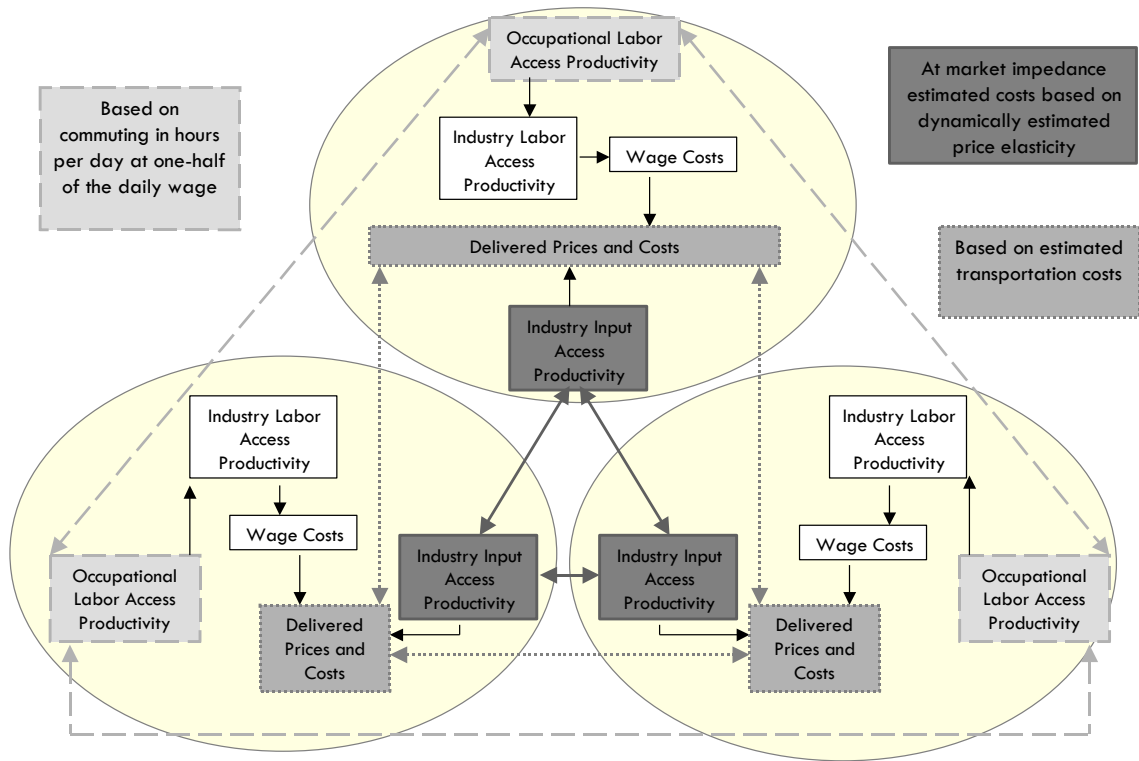 Occupational Labor
Access Productivity
At market impedance
estimated costs based on
dynamically estimated
price elasticity
Based on
commuting in hours
per day at one-half
of the daily wage
Industry Labor
Access
Productivity
Wage Costs
Delivered Prices and Costs
Based on estimated
transportation costs
Industry Input
Access
Productivity
Industry Labor
Access
Productivity
Wage Costs
Industry Input
Access
Productivity
Occupational
Labor Access
Productivity
Delivered
Prices and
Costs
Industry Labor
Access
Productivity
Wage Costs
Industry Input
Access
Productivity
Occupational
Labor Access
Productivity
Delivered
Prices and
Costs